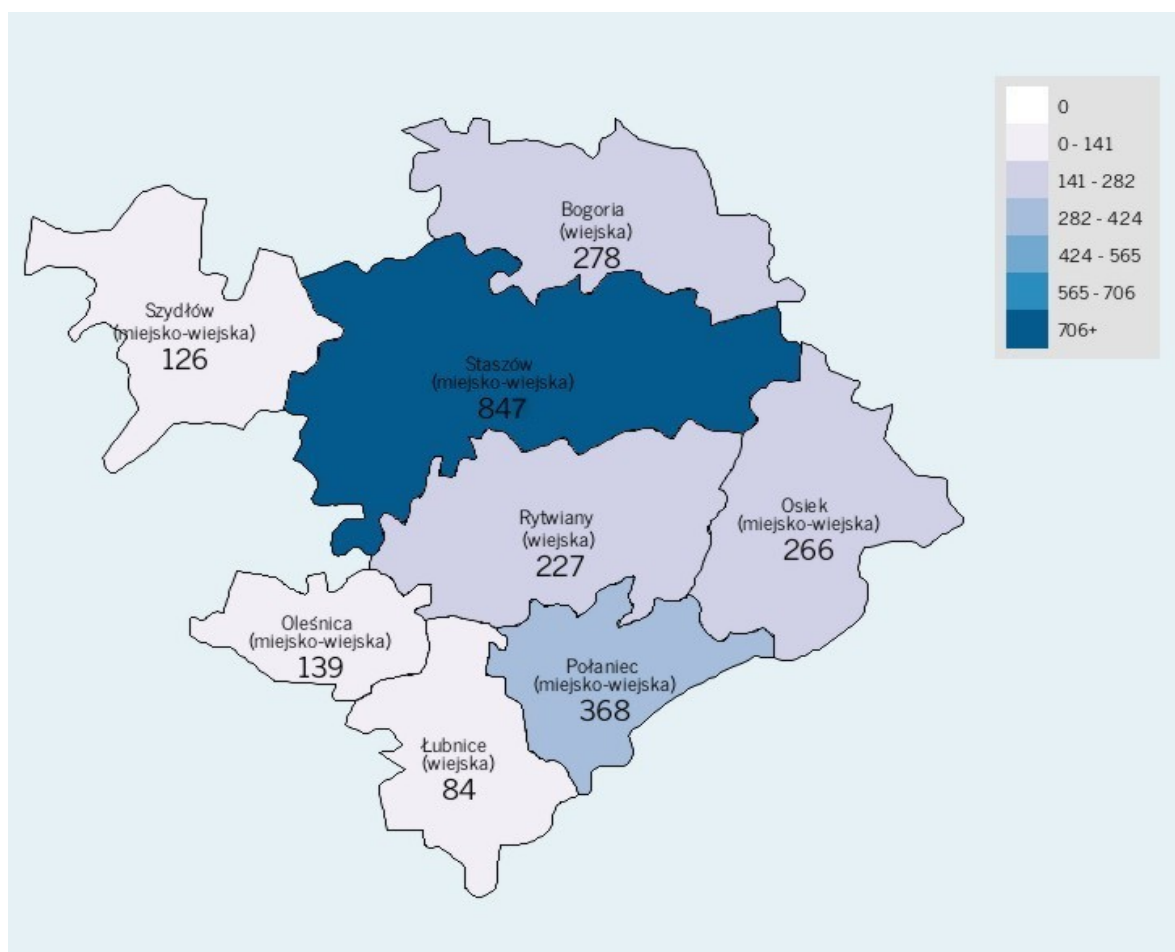 0
0 - 141
141 - 282
282 - 424
424 - 565
565 - 706
706+
Bogoria
(wiejska)
278
Szydłów
(miejsko-wiejska)
126
Staszów
(miejsko-wiejska)
847
Osiek
(miejsko-wiejska)
266
Rytwiany
(wiejska)
227
Oleśnica
(miejsko-wiejska)
139
Połaniec
(miejsko-wiejska)
368
Łubnice
(wiejska)
84